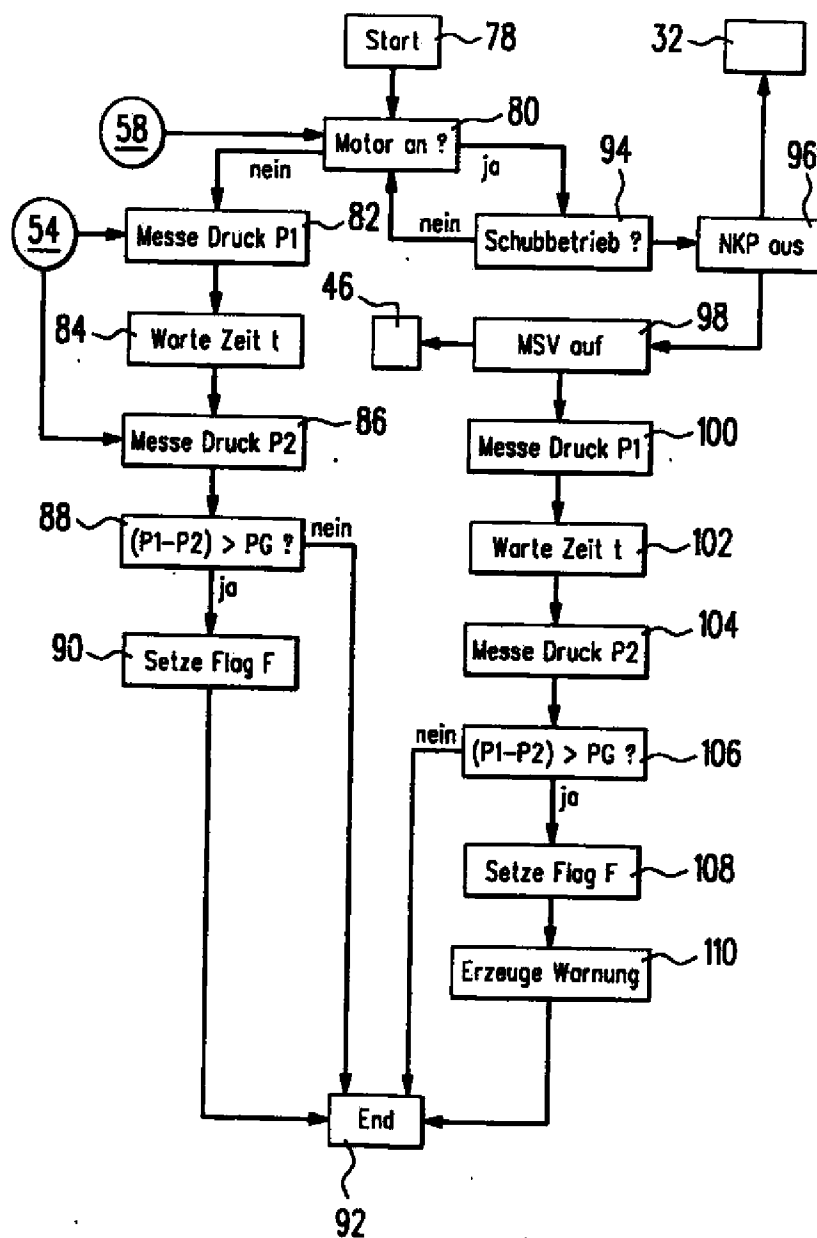 Start
78
32
58
Motor an ?
80
nein
ja
94
96
54
Messe Druck P1
82
nein
Schubbetrieb ?
NKP aus
84
Warte Zeit t
46
MSV auf
98
Messe Druck P2
86
Messe Druck P1
100
88
(P1-P2) > PG ?
nein
Warte Zeit t
102
ja
90
Setze Flag F
Messe Druck P2
104
nein
(P1-P2) > PG ?
106
ja
Setze Flag F
108
Erzeuge Warnung
110
End
92